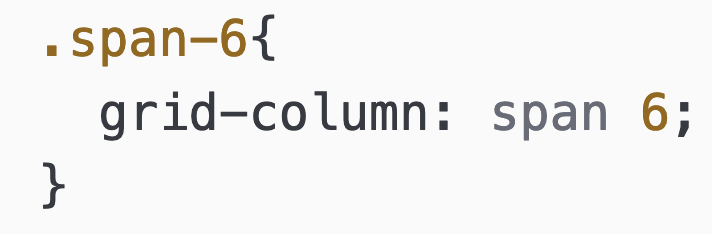 .span-6{
  grid-column: span 6;
}